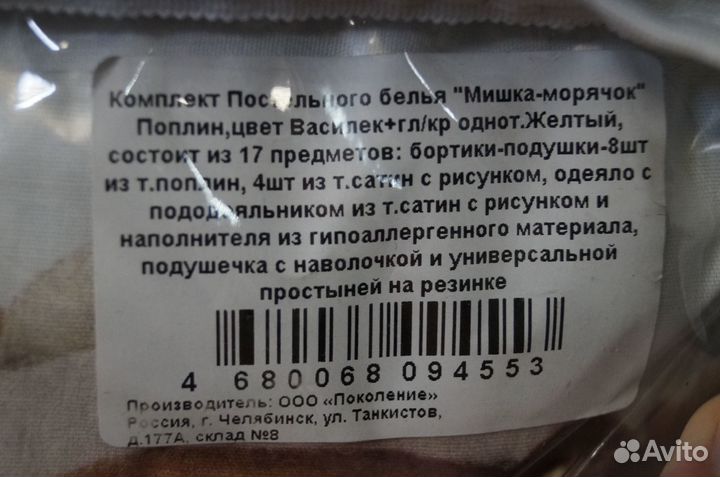 Комплект Постельного белья "Мишка-морячок"
Поплин,цвет Василек+гл/кр однот.Желтый,
состоит из 17 предметов: бортики-подушки-8шт
из т.поплин, 4шт из т.сатин с рисунком, одеяло с
пододеяльником из т.сатин с рисунком и
наполнителя из гипоаллергенного материала,
подушечка с наволочкой и универсальной
простыней на резинке
4 680068 094553
Производитель: ООО «Поколение»
Россия, г. Челябинск, ул. Танкистов,
д.177А, склад №8
Avito